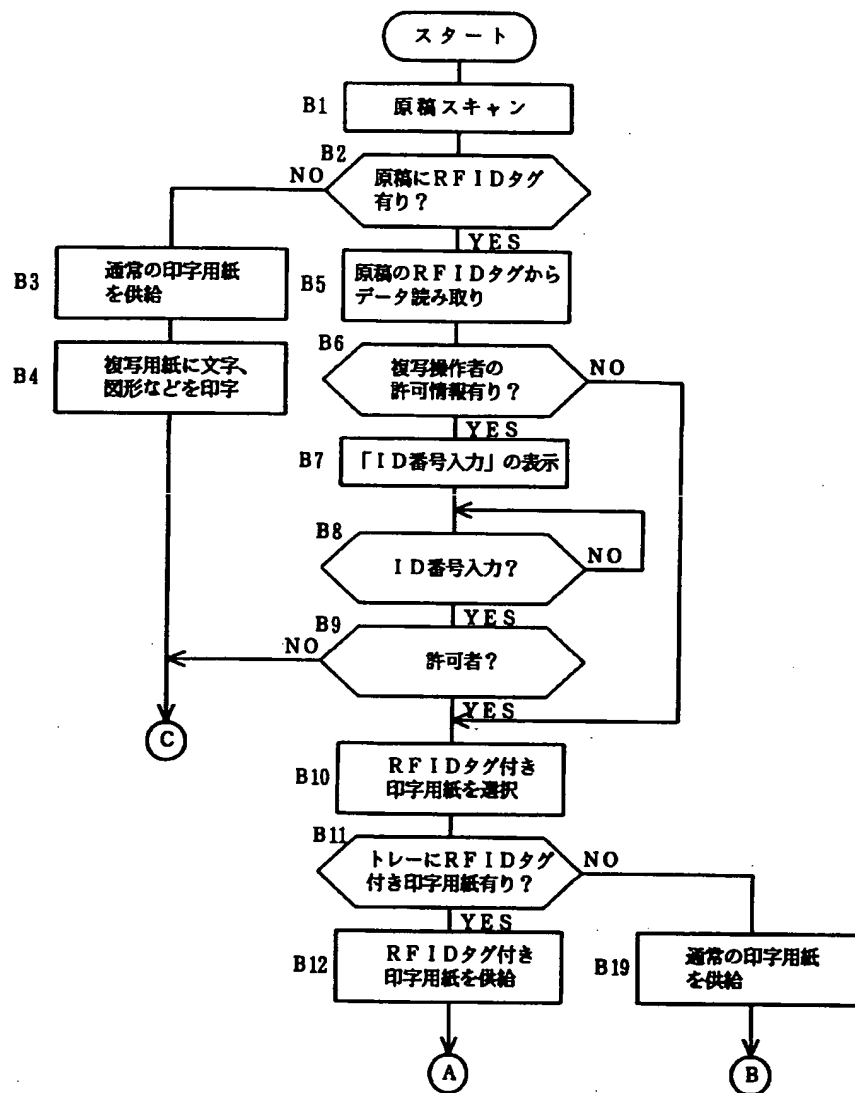 スタート
B1
原稿スキャン
B2
原稿にRFIDタグ
有り？
NO
YES
B3
通常の印字用紙
を供給
B5
原稿のRFIDタグから
データ読み取り
B4
複写用紙に文字、
図形などを印字
B6
複写操作者の
許可情報有り？
NO
YES
B7
「ID番号入力」の表示
B8
ID番号入力？
NO
YES
B9
許可者？
NO
YES
C
B10
RFIDタグ付き
印字用紙を選択
B11
トレーにRFIDタグ
付き印字用紙有り？
NO
YES
B12
RFIDタグ付き
印字用紙を供給
B19
通常の印字用紙
を供給
A
B